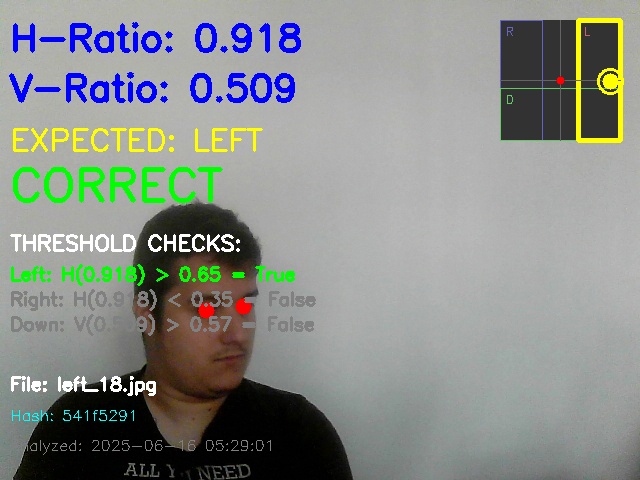 H-Ratio: 0.918
V-Ratio: 0.509
EXPECTED: LEFT
CORRECT
THRESHOLD CHECKS:
Left: H(0.918) > 0.65 = True
Right: H(0.918) < 0.35 = False
Down: V(0.509) > 0.57 = False
File: left_18.jpg
Hash: 541f5291
Analyzed: 2025-06-16 05:29:01
ALL I NEED
R
L
D